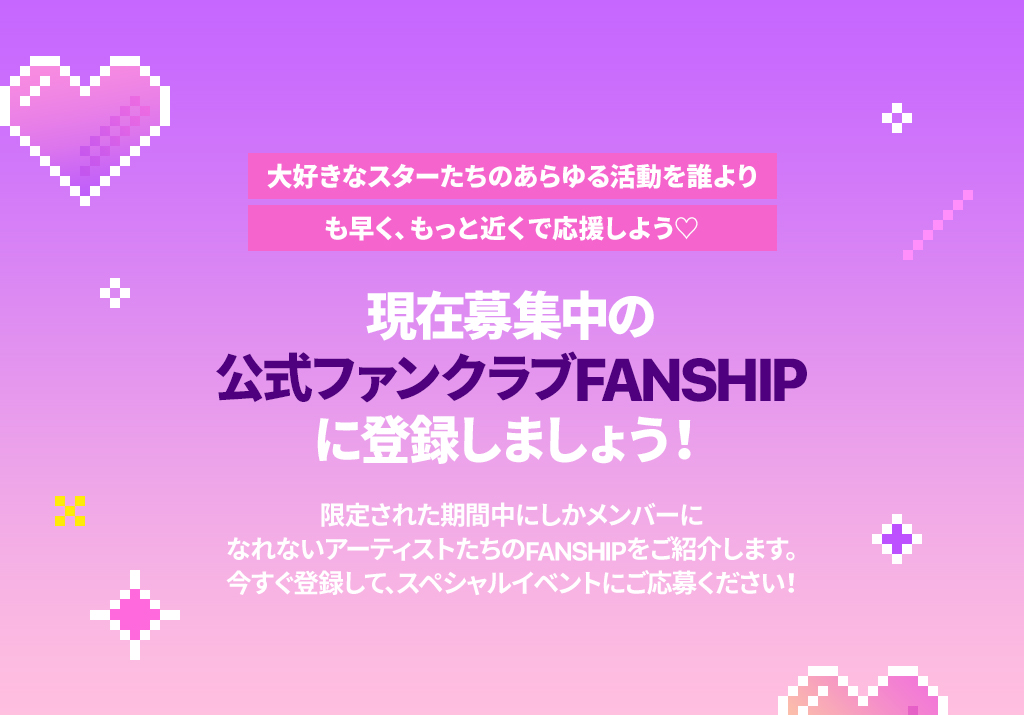 大好きなスターたちのあらゆる活動を誰より
も早く、もっと近くで応援しよう♡
現在募集中の
公式ファンクラブFANSHIP
に登録しましょう！
限定された期間中にしかメンバーに
なれないアーティストたちのFANSHIPをご紹介します。
今すぐ登録して、スペシャルイベントにご応募ください！